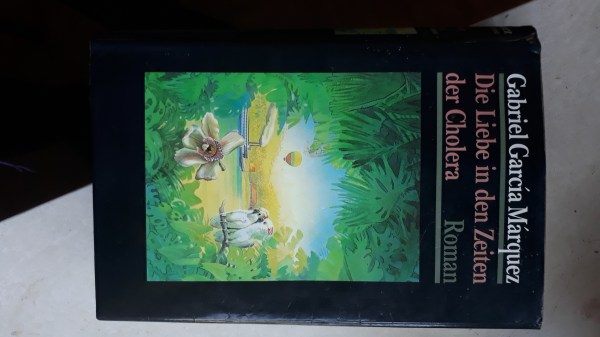 Gabriel García Márquez
Die Liebe in den Zeiten
der Cholera Roman